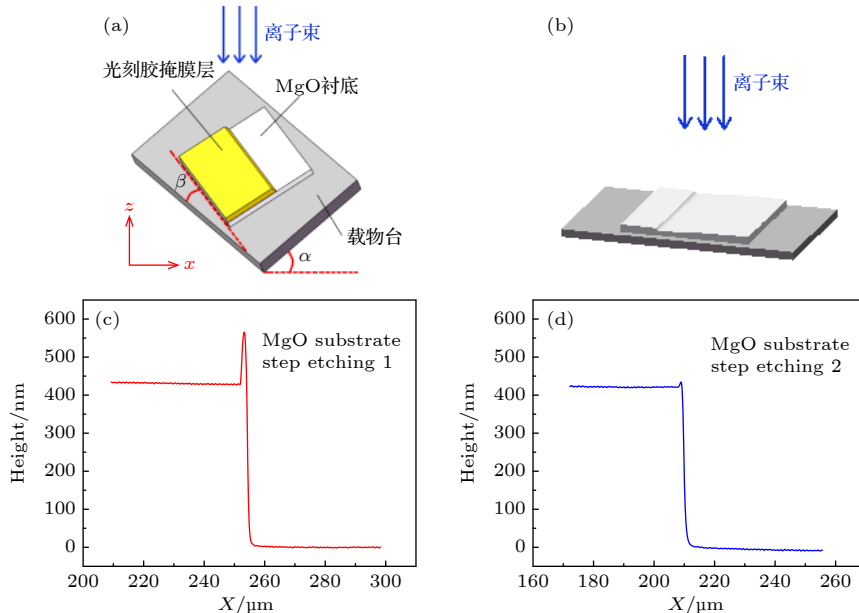 (a)
离子束
光刻胶掩膜层
MgO衬底
β
z
x
载物台
α
(b)
离子束
(c)
MgO substrate
step etching 1
Height/nm
600
500
400
300
200
100
0
200 220 240 260 280 300
X/μm
(d)
MgO substrate
step etching 2
Height/nm
600
500
400
300
200
100
0
160 180 200 220 240 260
X/μm